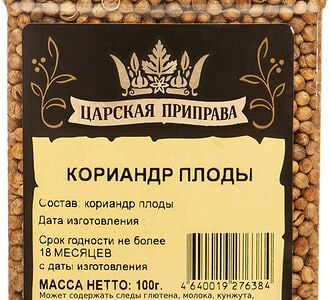 ЦАРСКАЯ ПРИПРАВА
КОРИАНДР ПЛОДЫ
Состав: кориандр плоды
Дата изготовления :
Срок годности не более
18 МЕСЯЦЕВ
с даты изготовления
МАССА НЕТТО: 100г.
4 640019 276384
Может содержать следы глютена, молока, кунжута,